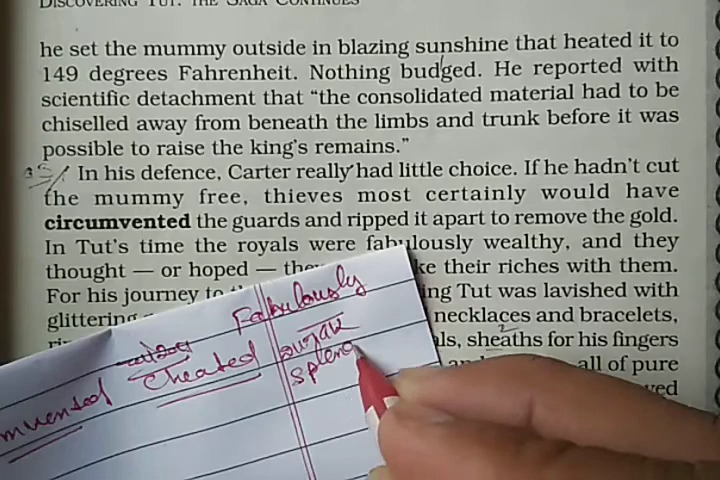 DISCOVERING TUT: THE SAGA CONTINUES
he set the mummy outside in blazing sunshine that heated it to
149 degrees Fahrenheit. Nothing budged. He reported with
scientific detachment that “the consolidated material had to be
chiselled away from beneath the limbs and trunk before it was
possible to raise the king’s remains.”
In his defence, Carter really had little choice. If he hadn’t cut
the mummy free, thieves most certainly would have
circumvented the guards and ripped it apart to remove the gold.
In Tut’s time the royals were fabulously wealthy, and they
thought — or hoped — ke their riches with them.
For his journey to ing Tut was lavished with
glittering necklaces and bracelets,
als, sheaths for his fingers
all of pure
Fabulously
mvented cheated
splen